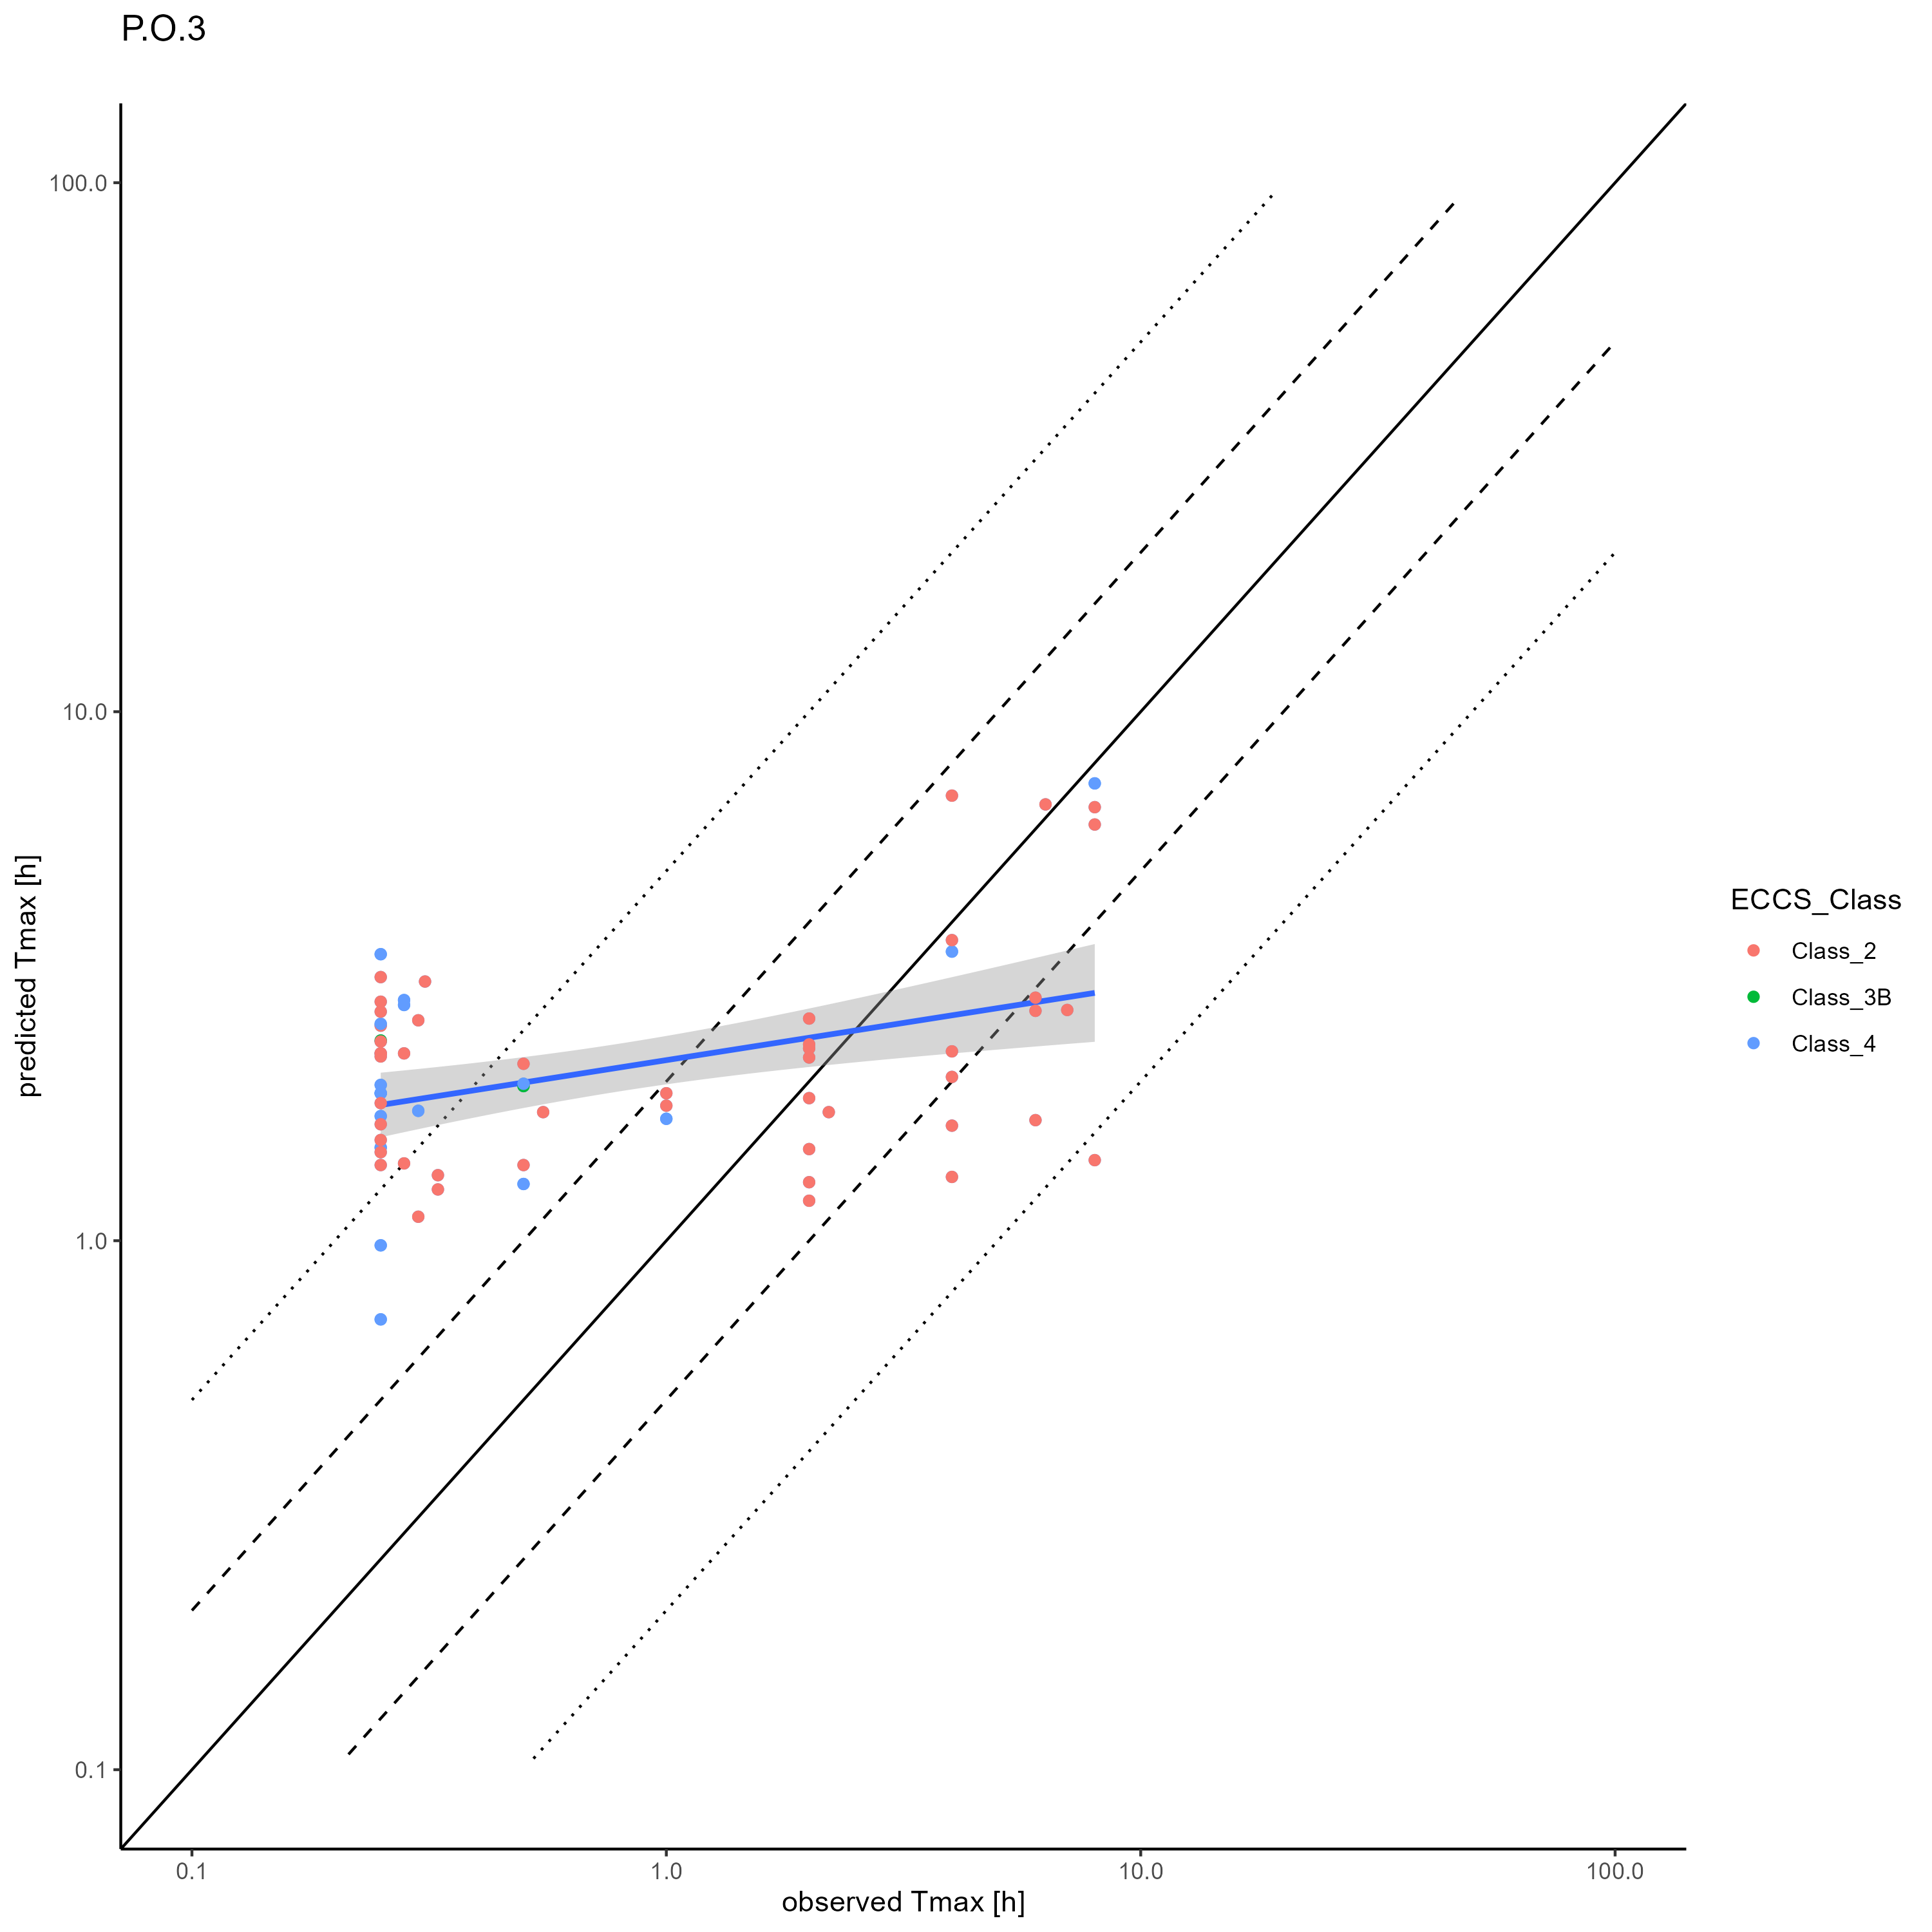 P.O.3
predicted Tmax [h]
100.0
10.0
1.0
0.1
0.1
1.0
10.0
100.0
observed Tmax [h]
ECCS_Class
Class_2
Class_3B
Class_4